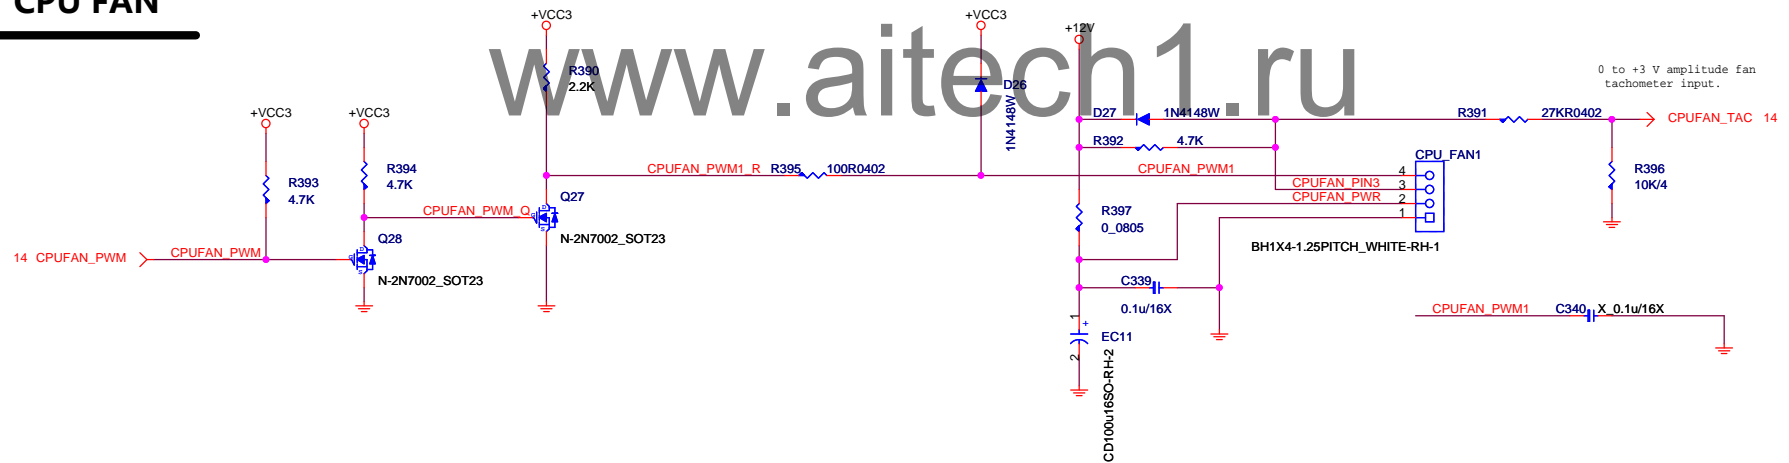 CPU FAN
www.aitech1.ru
+VCC3
+VCC3
+12V
R390
2.2K
D26
1N4148W
0 to +3 V amplitude fan
tachometer input.
+VCC3
+VCC3
D27
1N4148W
R391
27KR0402
CPUFAN_TAC 14
R392
4.7K
R393
4.7K
R394
4.7K
CPUFAN_PWM1_R
R395
100R0402
CPUFAN_PWM1
CPU_FAN1
4
3
2
1
CPUFAN_PIN3
CPUFAN_PWR
R396
10K/4
Q27
D
G
S
N-2N7002_SOT23
CPUFAN_PWM_Q
R397
0_0805
BH1X4-1.25PITCH_WHITE-RH-1
14 CPUFAN_PWM
CPUFAN_PWM
Q28
D
G
S
N-2N7002_SOT23
C339
0.1u/16X
CPUFAN_PWM1
C340
X_0.1u/16X
1
+
EC11
2
CD100u16SO-RH-2